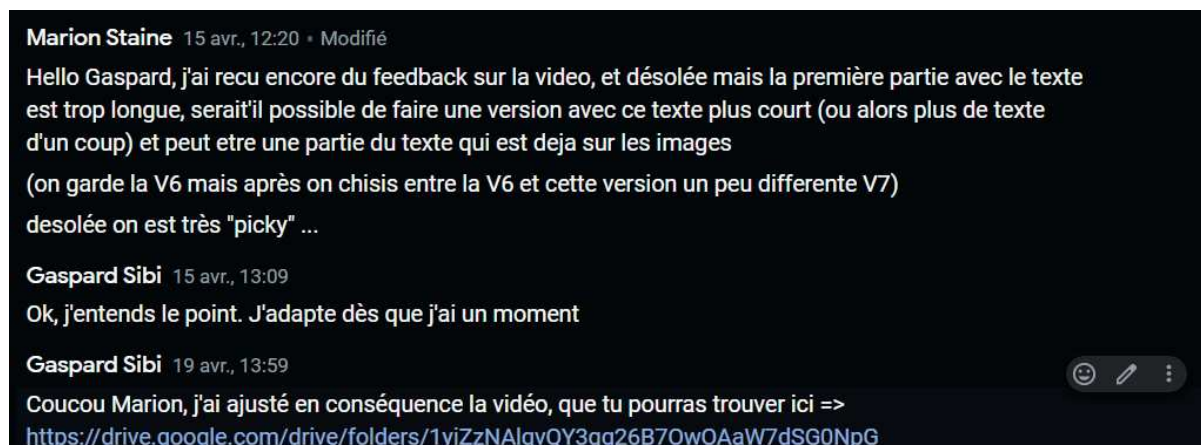 Marion Staine 15 avr., 12:20 • Modifié
Hello Gaspard, j'ai recu encore du feedback sur la video, et désolée mais la première partie avec le texte
est trop longue, serait'il possible de faire une version avec ce texte plus court (ou alors plus de texte
d'un coup) et peut etre une partie du texte qui est deja sur les images
(on garde la V6 mais après on chisis entre la V6 et cette version un peu differente V7)
desolée on est très "picky" ...
Gaspard Sibi 15 avr., 13:09
Ok, j'entends le point. J'adapte dès que j'ai un moment
Gaspard Sibi 19 avr., 13:59
Coucou Marion, j'ai ajusté en conséquence la vidéo, que tu pourras trouver ici =>